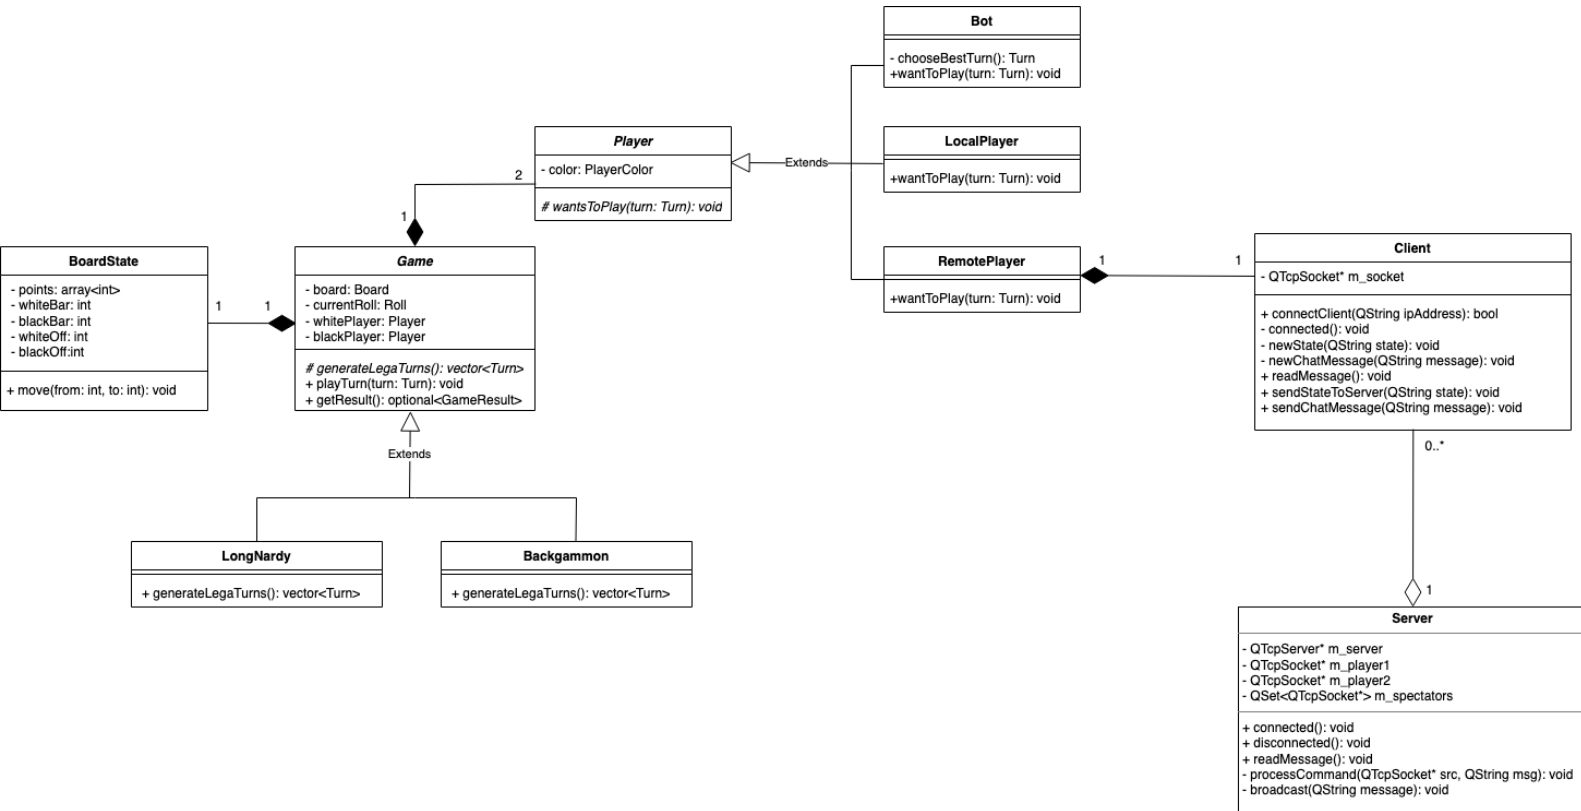 Bot
- chooseBestTurn(): Turn
+wantToPlay(turn: Turn): void
Player
- color: PlayerColor
# wantsToPlay(turn: Turn): void
Extends
LocalPlayer
+wantToPlay(turn: Turn): void
2
1
RemotePlayer
+wantToPlay(turn: Turn): void
1
1
Client
- QTcpSocket* m_socket
+ connectClient(QString ipAddress): bool
- connected(): void
- newState(QString state): void
- newChatMessage(QString message): void
+ readMessage(): void
+ sendStateToServer(QString state): void
+ sendChatMessage(QString message): void
BoardState
- points: array<int>
- whiteBar: int
- blackBar: int
- whiteOff: int
- blackOff:int
+ move(from: int, to: int): void
1
1
Game
- board: Board
- currentRoll: Roll
- whitePlayer: Player
- blackPlayer: Player
# generateLegaTurns(): vector<Turn>
+ playTurn(turn: Turn): void
+ getResult(): optional<GameResult>
Extends
LongNardy
+ generateLegaTurns(): vector<Turn>
Backgammon
+ generateLegaTurns(): vector<Turn>
0..*
1
Server
- QTcpServer* m_server
- QTcpSocket* m_player1
- QTcpSocket* m_player2
- QSet<QTcpSocket*> m_spectators
+ connected(): void
+ disconnected(): void
+ readMessage(): void
- processCommand(QTcpSocket* src, QString msg): void
- broadcast(QString message): void